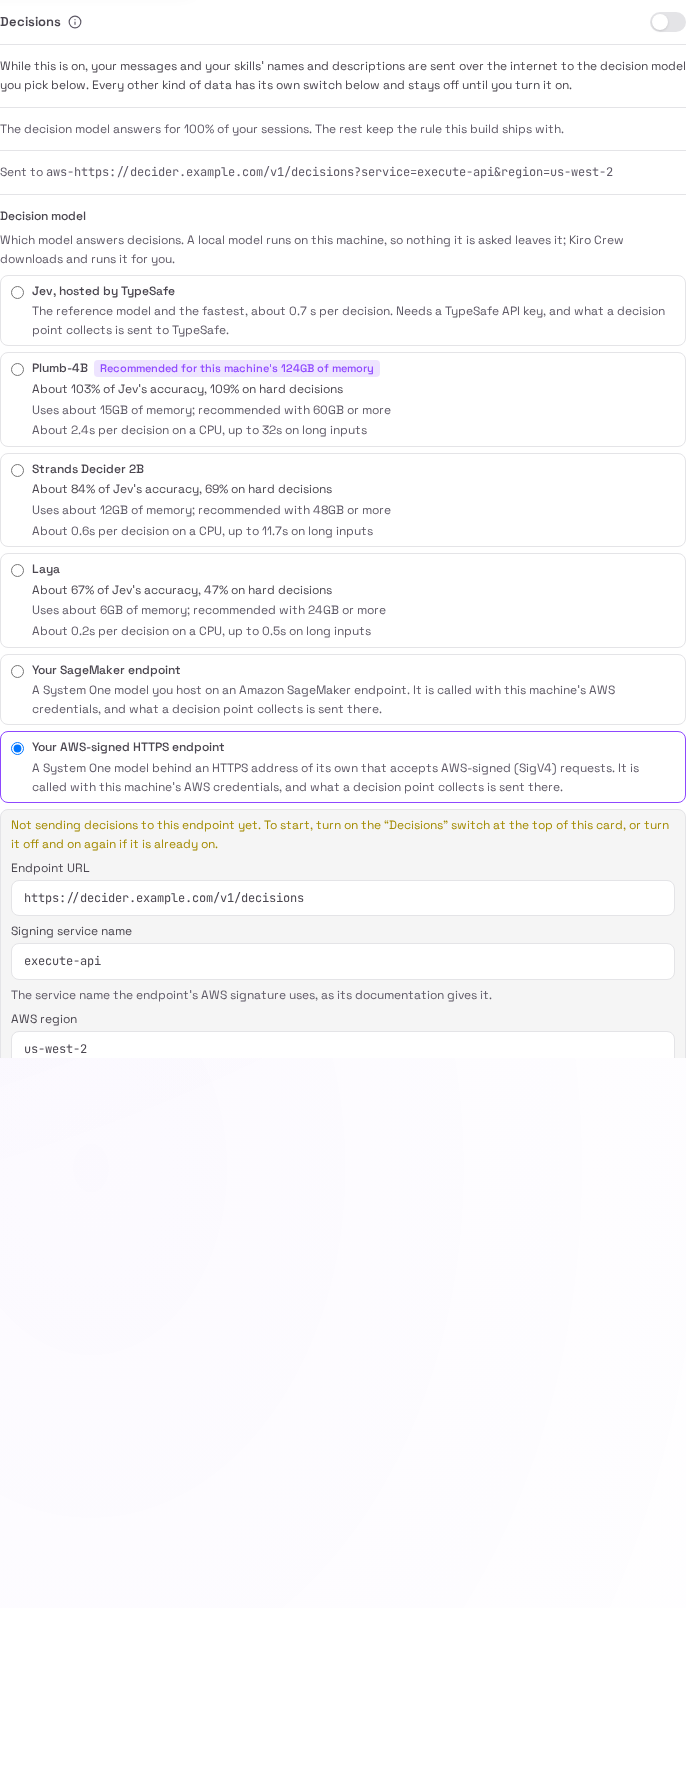 Decisions
While this is on, your messages and your skills' names and descriptions are sent over the internet to the decision model
you pick below. Every other kind of data has its own switch below and stays off until you turn it on.
The decision model answers for 100% of your sessions. The rest keep the rule this build ships with.
Sent to aws-https://decider.example.com/v1/decisions?service=execute-api&region=us-west-2
Decision model
Which model answers decisions. A local model runs on this machine, so nothing it is asked leaves it; Kiro Crew
downloads and runs it for you.
Jev, hosted by TypeSafe
The reference model and the fastest, about 0.7 s per decision. Needs a TypeSafe API key, and what a decision
point collects is sent to TypeSafe.
Plumb-4B Recommended for this machine's 124GB of memory
About 103% of Jev's accuracy, 109% on hard decisions
Uses about 15GB of memory; recommended with 60GB or more
About 2.4s per decision on a CPU, up to 32s on long inputs
Strands Decider 2B
About 84% of Jev's accuracy, 69% on hard decisions
Uses about 12GB of memory; recommended with 48GB or more
About 0.6s per decision on a CPU, up to 11.7s on long inputs
Laya
About 67% of Jev's accuracy, 47% on hard decisions
Uses about 6GB of memory; recommended with 24GB or more
About 0.2s per decision on a CPU, up to 0.5s on long inputs
Your SageMaker endpoint
A System One model you host on an Amazon SageMaker endpoint. It is called with this machine's AWS
credentials, and what a decision point collects is sent there.
Your AWS-signed HTTPS endpoint
A System One model behind an HTTPS address of its own that accepts AWS-signed (SigV4) requests. It is
called with this machine's AWS credentials, and what a decision point collects is sent there.
Not sending decisions to this endpoint yet. To start, turn on the “Decisions” switch at the top of this card, or turn
it off and on again if it is already on.
Endpoint URL
https://decider.example.com/v1/decisions
Signing service name
execute-api
The service name the endpoint's AWS signature uses, as its documentation gives it.
AWS region
us-west-2